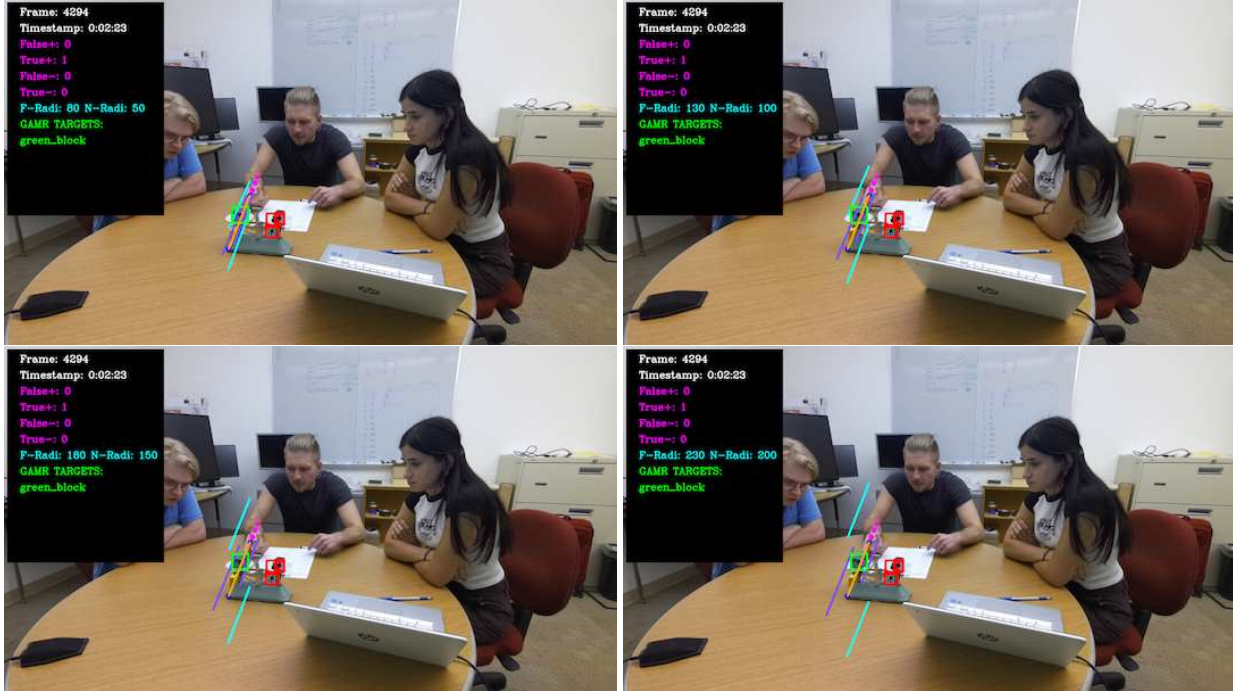 Frame: 4294
Timestamp: 0:02:23
False+: 0
True+: 1
False-: 0
True-: 0
F-Radi: 80 N-Radi: 50
GAMR TARGETS:
green_block
Frame: 4294
Timestamp: 0:02:23
False+: 0
True+: 1
False-: 0
True-: 0
F-Radi: 130 N-Radi: 100
GAMR TARGETS:
green_block
Frame: 4294
Timestamp: 0:02:23
False+: 0
True+: 1
False-: 0
True-: 0
F-Radi: 180 N-Radi: 150
GAMR TARGETS:
green_block
Frame: 4294
Timestamp: 0:02:23
False+: 0
True+: 1
False-: 0
True-: 0
F-Radi: 230 N-Radi: 200
GAMR TARGETS:
green_block